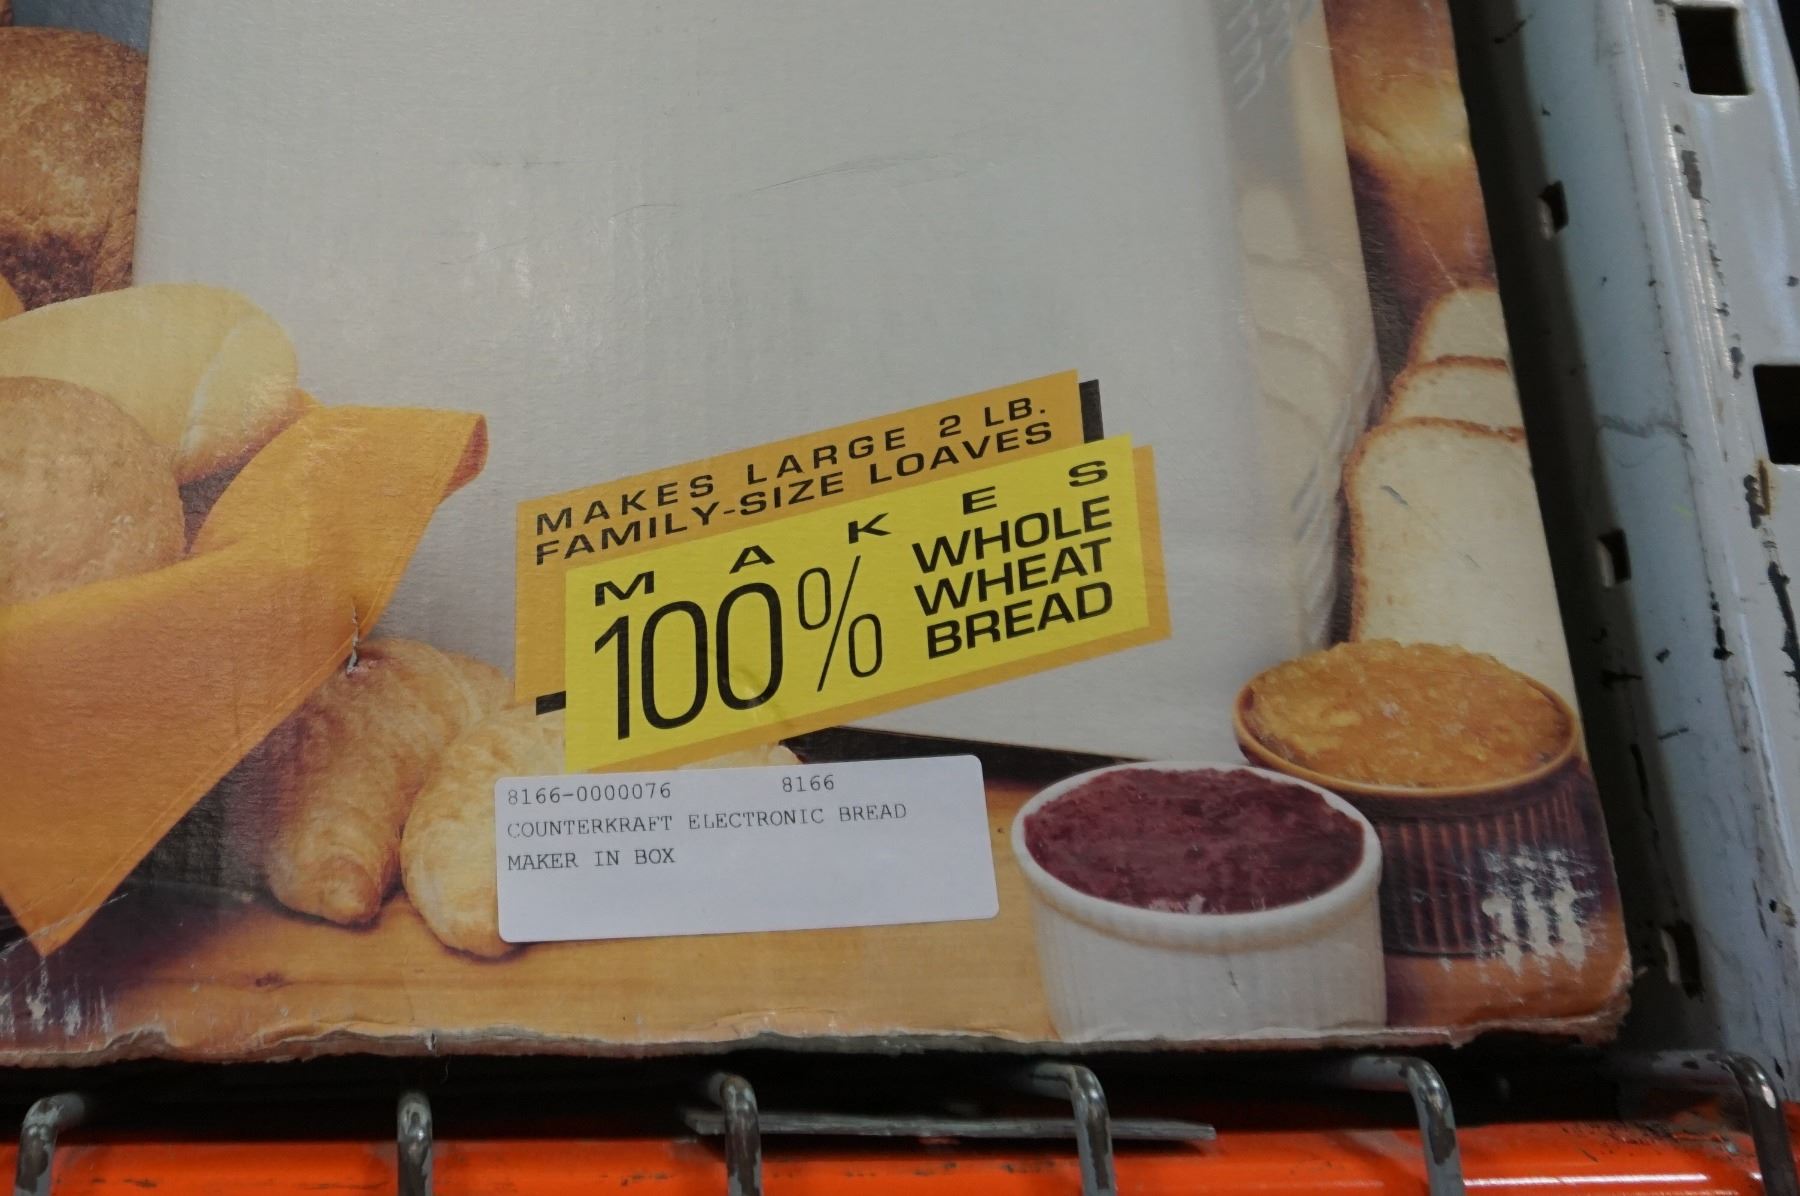 MAKES LARGE 2 LB.
FAMILY-SIZE LOAVES
MAKES
100% WHOLE
WHEAT
BREAD
8166-0000076 8166
COUNTERKRAFT ELECTRONIC BREAD
MAKER IN BOX